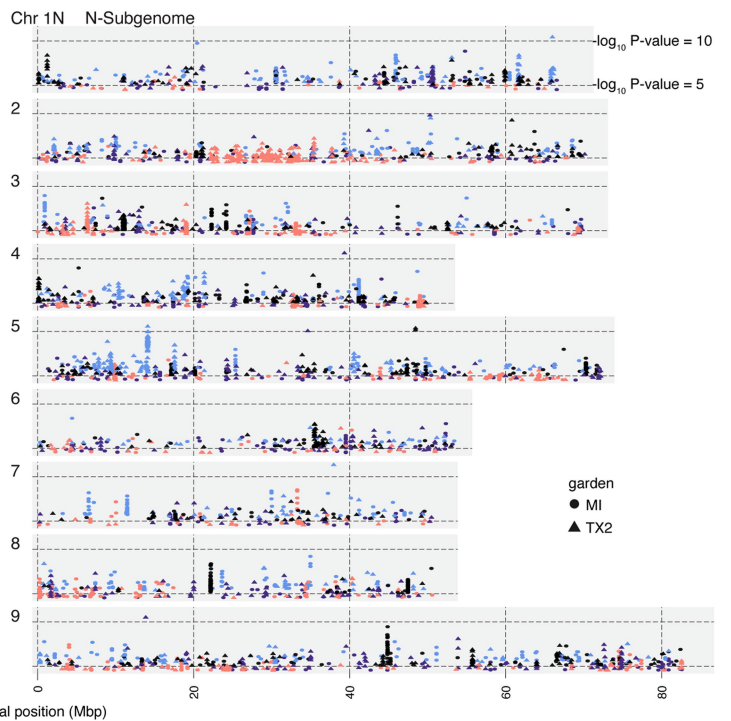 Chr 1N N-Subgenome
-log10 P-value = 10
-log10 P-value = 5
2
3
4
5
6
7
garden
MI
TX2
8
9
0 20 40 60 80
al position (Mbp)